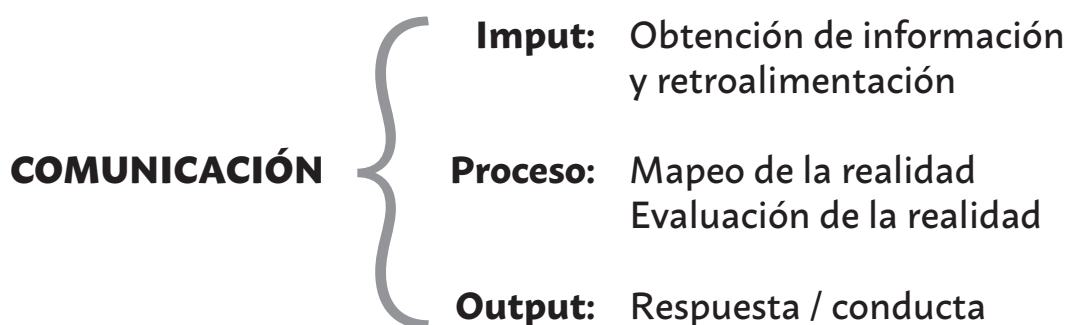 Imput: Obtención de información
y retroalimentación
COMUNICACIÓN
Proceso: Mapeo de la realidad
Evaluación de la realidad
Output: Respuesta / conducta